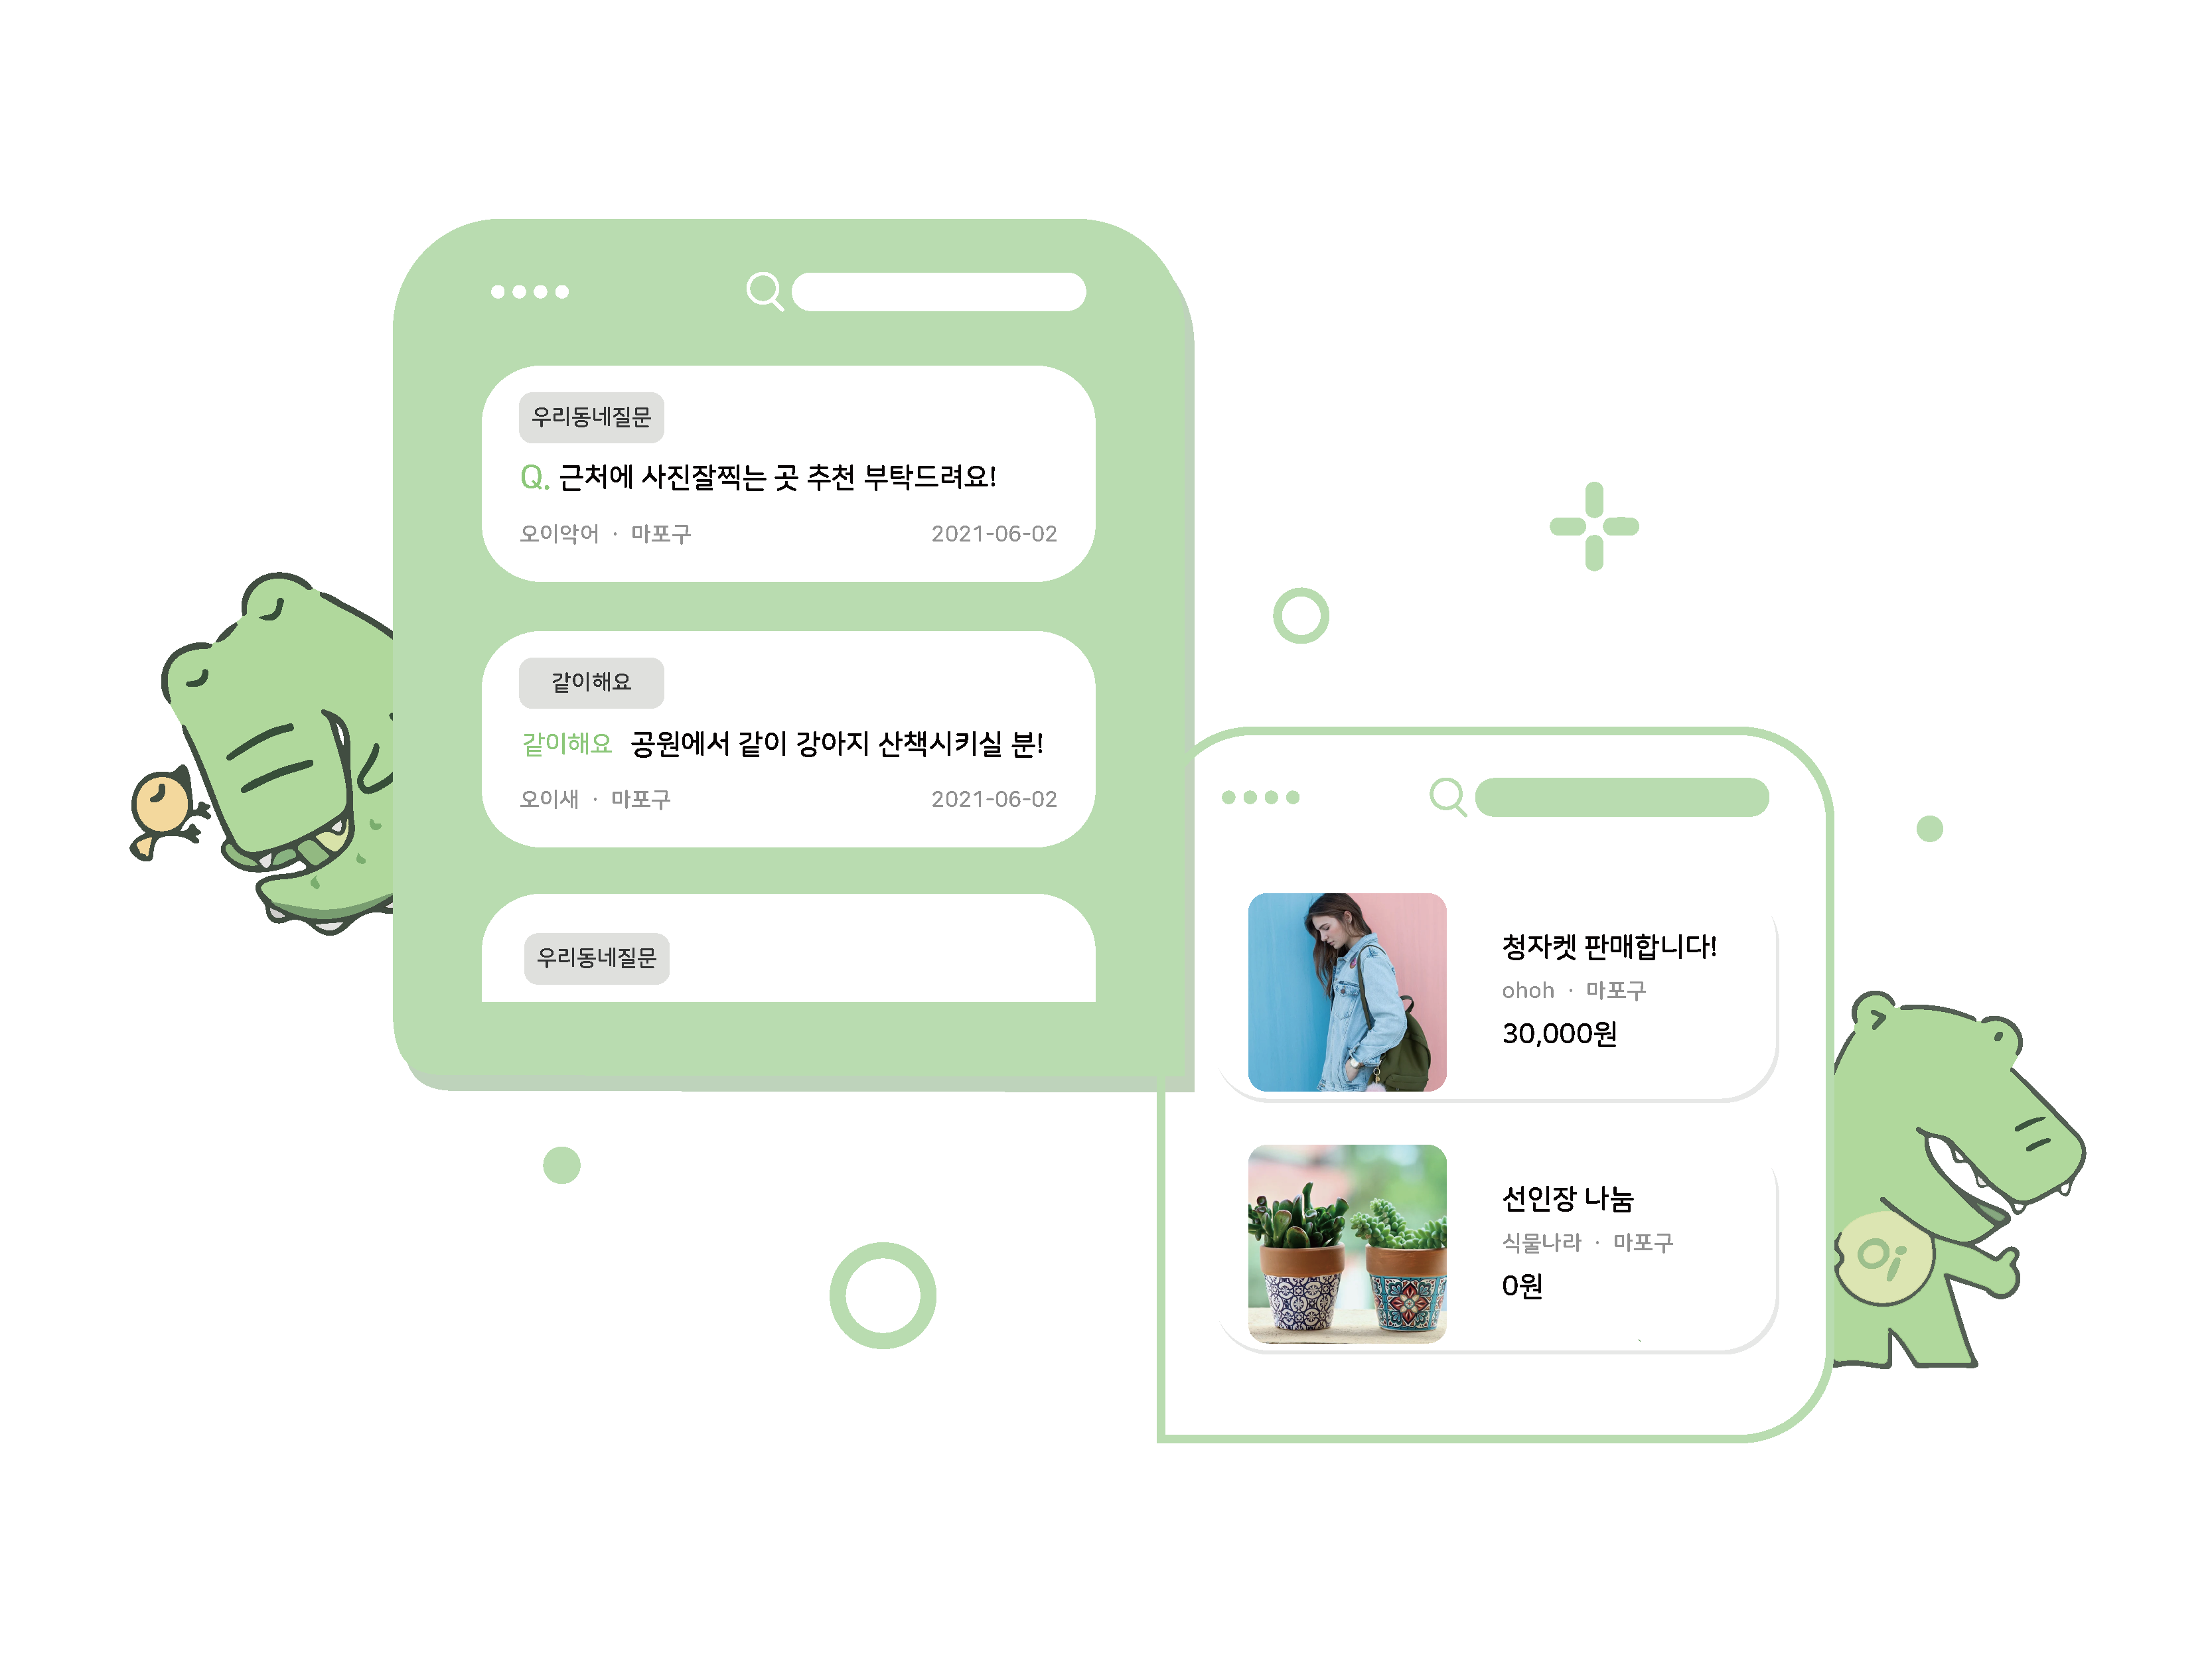 우리동네질문
Q. 근처에 사진잘찍는 곳 추천 부탁드려요!
오이악어 · 마포구 2021-06-02
같이해요
같이해요 공원에서 같이 강아지 산책시키실 분!
오이새 · 마포구 2021-06-02
우리동네질문
청자켓 판매합니다!
ohoh · 마포구
30,000원
선인장 나눔
식물나라 · 마포구
0원
Oi